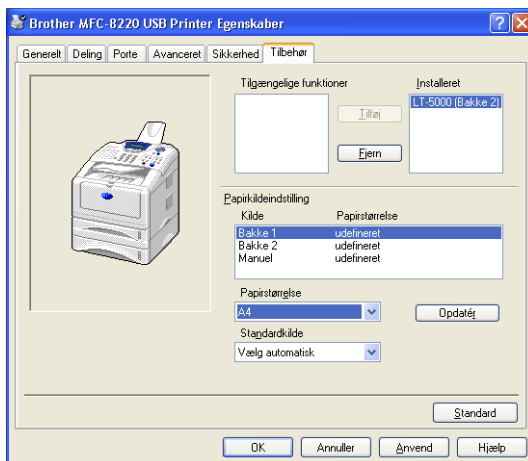 Brother MFC-8220 USB Printer Egenskaber
Generelt Deling Porte Avanceret Sikkerhed Tilbehør
Tilgængelige funktioner
Installeret
LT-5000 (Bakke 2)
Tilføj
Fjern
Papirkildeindstilling
Kilde Papirstørrelse
Bakke 1 udefineret
Bakke 2 udefineret
Manuel udefineret
Papirstørrelse
A4
Opdatér
Standardkilde
Vælg automatisk
Standard
OK Annuller Anvend Hjælp